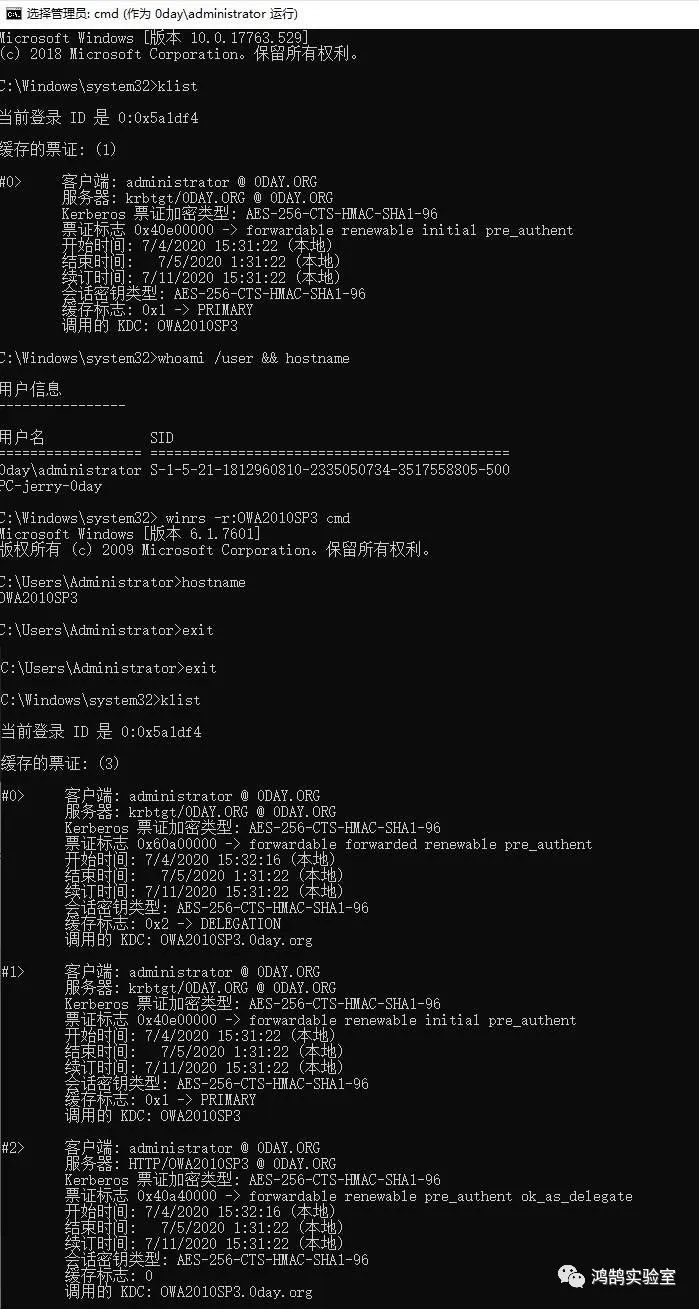 选择管理员: cmd (作为 0day\administrator 运行)
Microsoft Windows [版本 10.0.17763.529]
(c) 2018 Microsoft Corporation。保留所有权利。
C:\Windows\system32>klist
当前登录 ID 是 0:0x5a1df4
缓存的票证: (1)
#0> 客户端: administrator @ 0DAY.ORG
服务器: krbtgt/0DAY.ORG @ 0DAY.ORG
Kerberos 票证加密类型: AES-256-CTS-HMAC-SHA1-96
票证标志 0x40e00000 -> forwardable renewable initial pre_authent
开始时间: 7/4/2020 15:31:22 (本地)
结束时间: 7/5/2020 1:31:22 (本地)
续订时间: 7/11/2020 15:31:22 (本地)
会话密钥类型: AES-256-CTS-HMAC-SHA1-96
缓存标志: 0x1 -> PRIMARY
调用的 KDC: OWA2010SP3
C:\Windows\system32>whoami /user && hostname
用户信息
----------------
用户名 SID
================== =============================================
0day\administrator S-1-5-21-1812960810-2335050734-3517558805-500
PC-jerry-0day
C:\Windows\system32> winrs -r:OWA2010SP3 cmd
Microsoft Windows [版本 6.1.7601]
版权所有 (c) 2009 Microsoft Corporation。保留所有权利。
C:\Users\Administrator>hostname
OWA2010SP3
C:\Users\Administrator>exit
C:\Users\Administrator>exit
C:\Windows\system32>klist
当前登录 ID 是 0:0x5a1df4
缓存的票证: (3)
#0> 客户端: administrator @ 0DAY.ORG
服务器: krbtgt/0DAY.ORG @ 0DAY.ORG
Kerberos 票证加密类型: AES-256-CTS-HMAC-SHA1-96
票证标志 0x60a00000 -> forwardable forwarded renewable pre_authent
开始时间: 7/4/2020 15:32:16 (本地)
结束时间: 7/5/2020 1:31:22 (本地)
续订时间: 7/11/2020 15:31:22 (本地)
会话密钥类型: AES-256-CTS-HMAC-SHA1-96
缓存标志: 0x2 -> DELEGATION
调用的 KDC: OWA2010SP3.0day.org
#1> 客户端: administrator @ 0DAY.ORG
服务器: krbtgt/0DAY.ORG @ 0DAY.ORG
Kerberos 票证加密类型: AES-256-CTS-HMAC-SHA1-96
票证标志 0x40e00000 -> forwardable renewable initial pre_authent
开始时间: 7/4/2020 15:31:22 (本地)
结束时间: 7/5/2020 1:31:22 (本地)
续订时间: 7/11/2020 15:31:22 (本地)
会话密钥类型: AES-256-CTS-HMAC-SHA1-96
缓存标志: 0x1 -> PRIMARY
调用的 KDC: OWA2010SP3
#2> 客户端: administrator @ 0DAY.ORG
服务器: HTTP/OWA2010SP3 @ 0DAY.ORG
Kerberos 票证加密类型: AES-256-CTS-HMAC-SHA1-96
票证标志 0x40a40000 -> forwardable renewable pre_authent ok_as_delegate
开始时间: 7/4/2020 15:32:16 (本地)
结束时间: 7/5/2020 1:31:22 (本地)
续订时间: 7/11/2020 15:31:22 (本地)
会话密钥类型: AES-256-CTS-HMAC-SHA1-96
缓存标志: 0
调用的 KDC: OWA2010SP3.0day.org
鸿鹄实验室